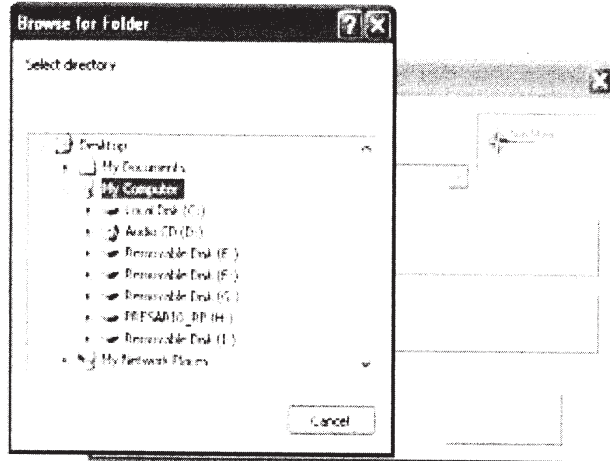 Browse for Folder
Select directory
Desktop
My Documents
My Computer
Local Disk (C:)
Audio CD (D:)
Removable Disk (E:)
Removable Disk (F:)
Removable Disk (G:)
PRESARIO_RP (H:)
Removable Disk (I:)
My Network Places
Cancel